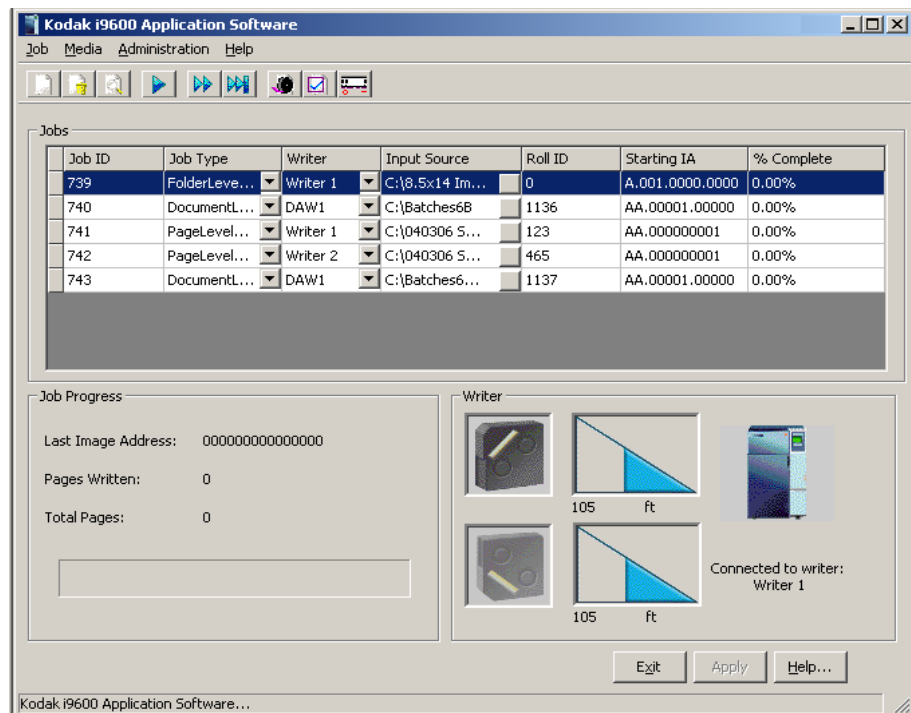 Kodak i9600 Application Software
Job Media Administration Help
Jobs
Job ID Job Type Writer Input Source Roll ID Starting IA % Complete
739 FolderLeve... Writer 1 C:\8.5x14 Im... 0 A.001.0000.0000 0.00%
740 DocumentL... DAW1 C:\Batches6B 1136 AA.00001.00000 0.00%
741 PageLevel... Writer 1 C:\040306 S... 123 AA.000000001 0.00%
742 PageLevel... Writer 2 C:\040306 S... 465 AA.000000001 0.00%
743 DocumentL... DAW1 C:\Batches6... 1137 AA.00001.00000 0.00%
Job Progress
Last Image Address: 000000000000000
Pages Written: 0
Total Pages: 0
Writer
105 ft
105 ft
Connected to writer:
Writer 1
Exit Apply Help...
Kodak i9600 Application Software...